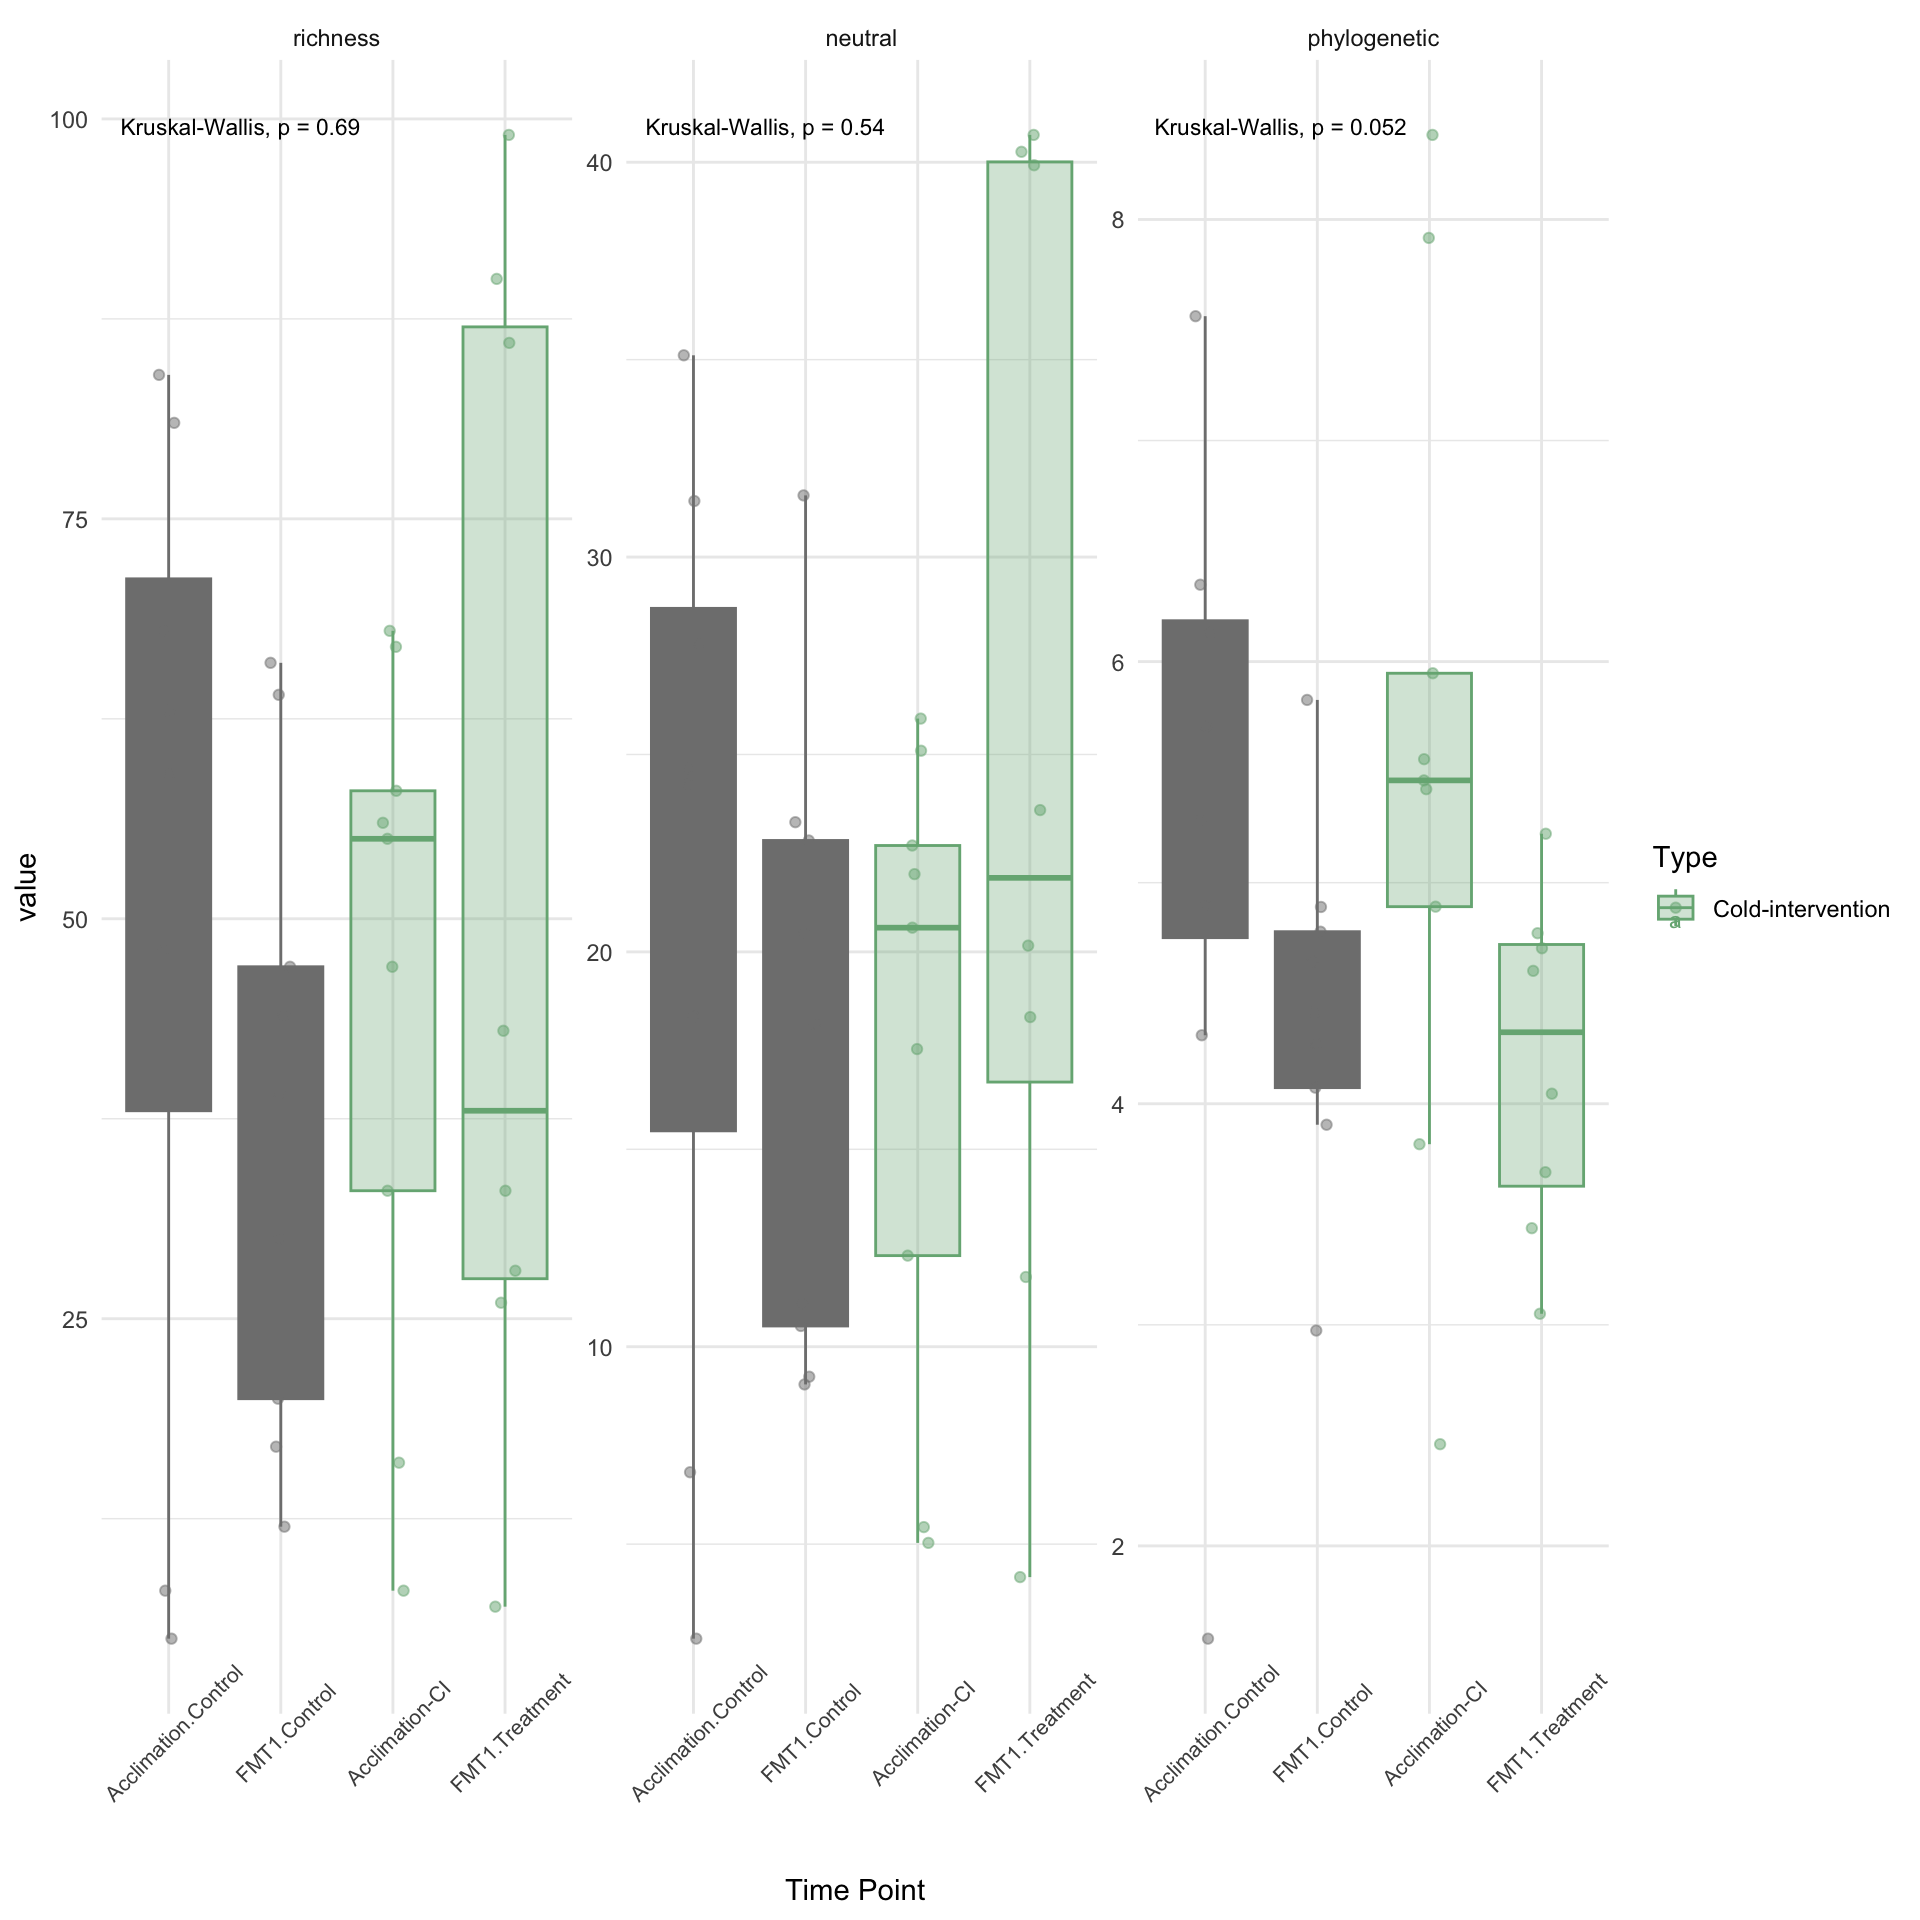 richness
neutral
phylogenetic
Kruskal-Wallis, p = 0.69
Kruskal-Wallis, p = 0.54
Kruskal-Wallis, p = 0.052
value
100
75
50
25
40
30
20
10
8
6
4
2
Acclimation.Control
FMT1.Control
Acclimation-CI
FMT1.Treatment
Acclimation.Control
FMT1.Control
Acclimation-CI
FMT1.Treatment
Acclimation.Control
FMT1.Control
Acclimation-CI
FMT1.Treatment
Time Point
Type
a
Cold-intervention